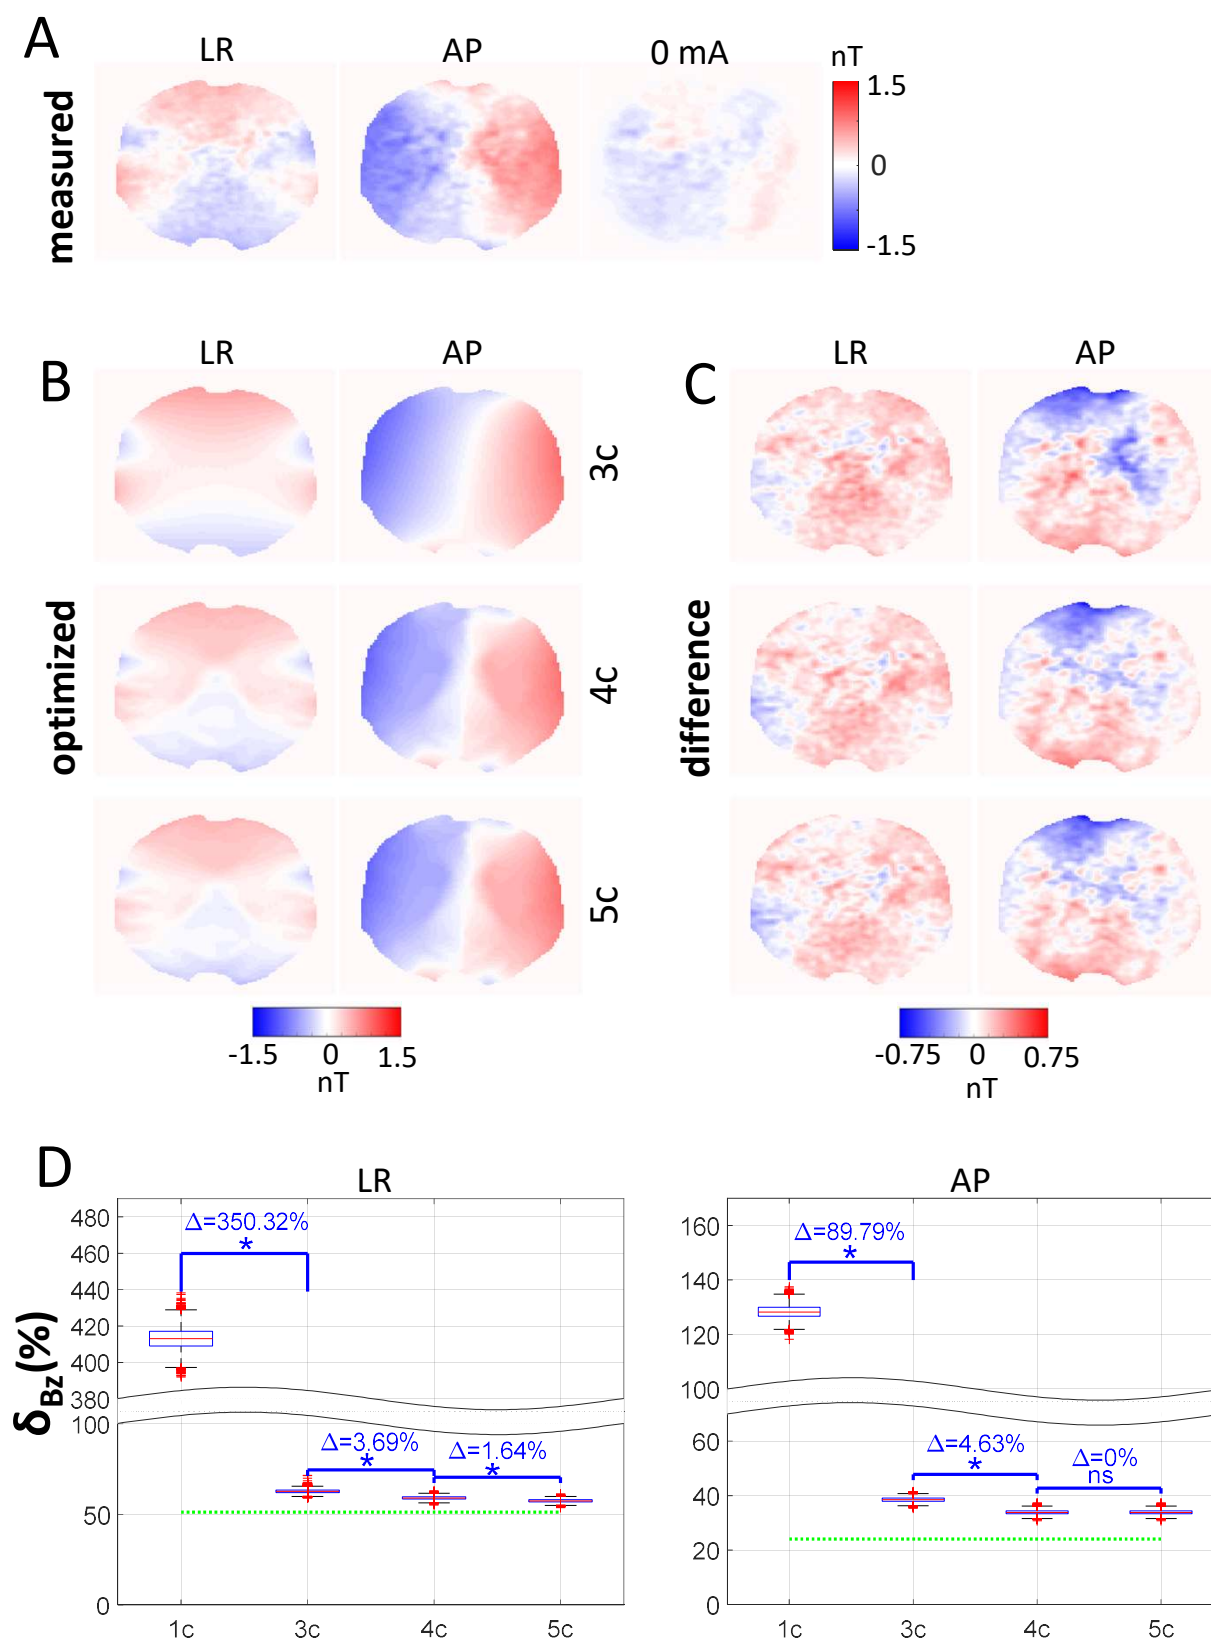 A
LR
AP
0 mA
nT
1.5
0
-1.5
measured
B
LR
AP
C
LR
AP
3c
4c
5c
optimized
difference
-1.5 0 1.5
nT
-0.75 0 0.75
nT
D
LR
AP
δBz(%)
480
460
440
420
400
380
100
50
0
Δ=350.32%
*
Δ=3.69%
*
Δ=1.64%
*
1c 3c 4c 5c
160
140
120
100
60
40
20
0
Δ=89.79%
*
Δ=4.63%
*
Δ=0%
ns
1c 3c 4c 5c